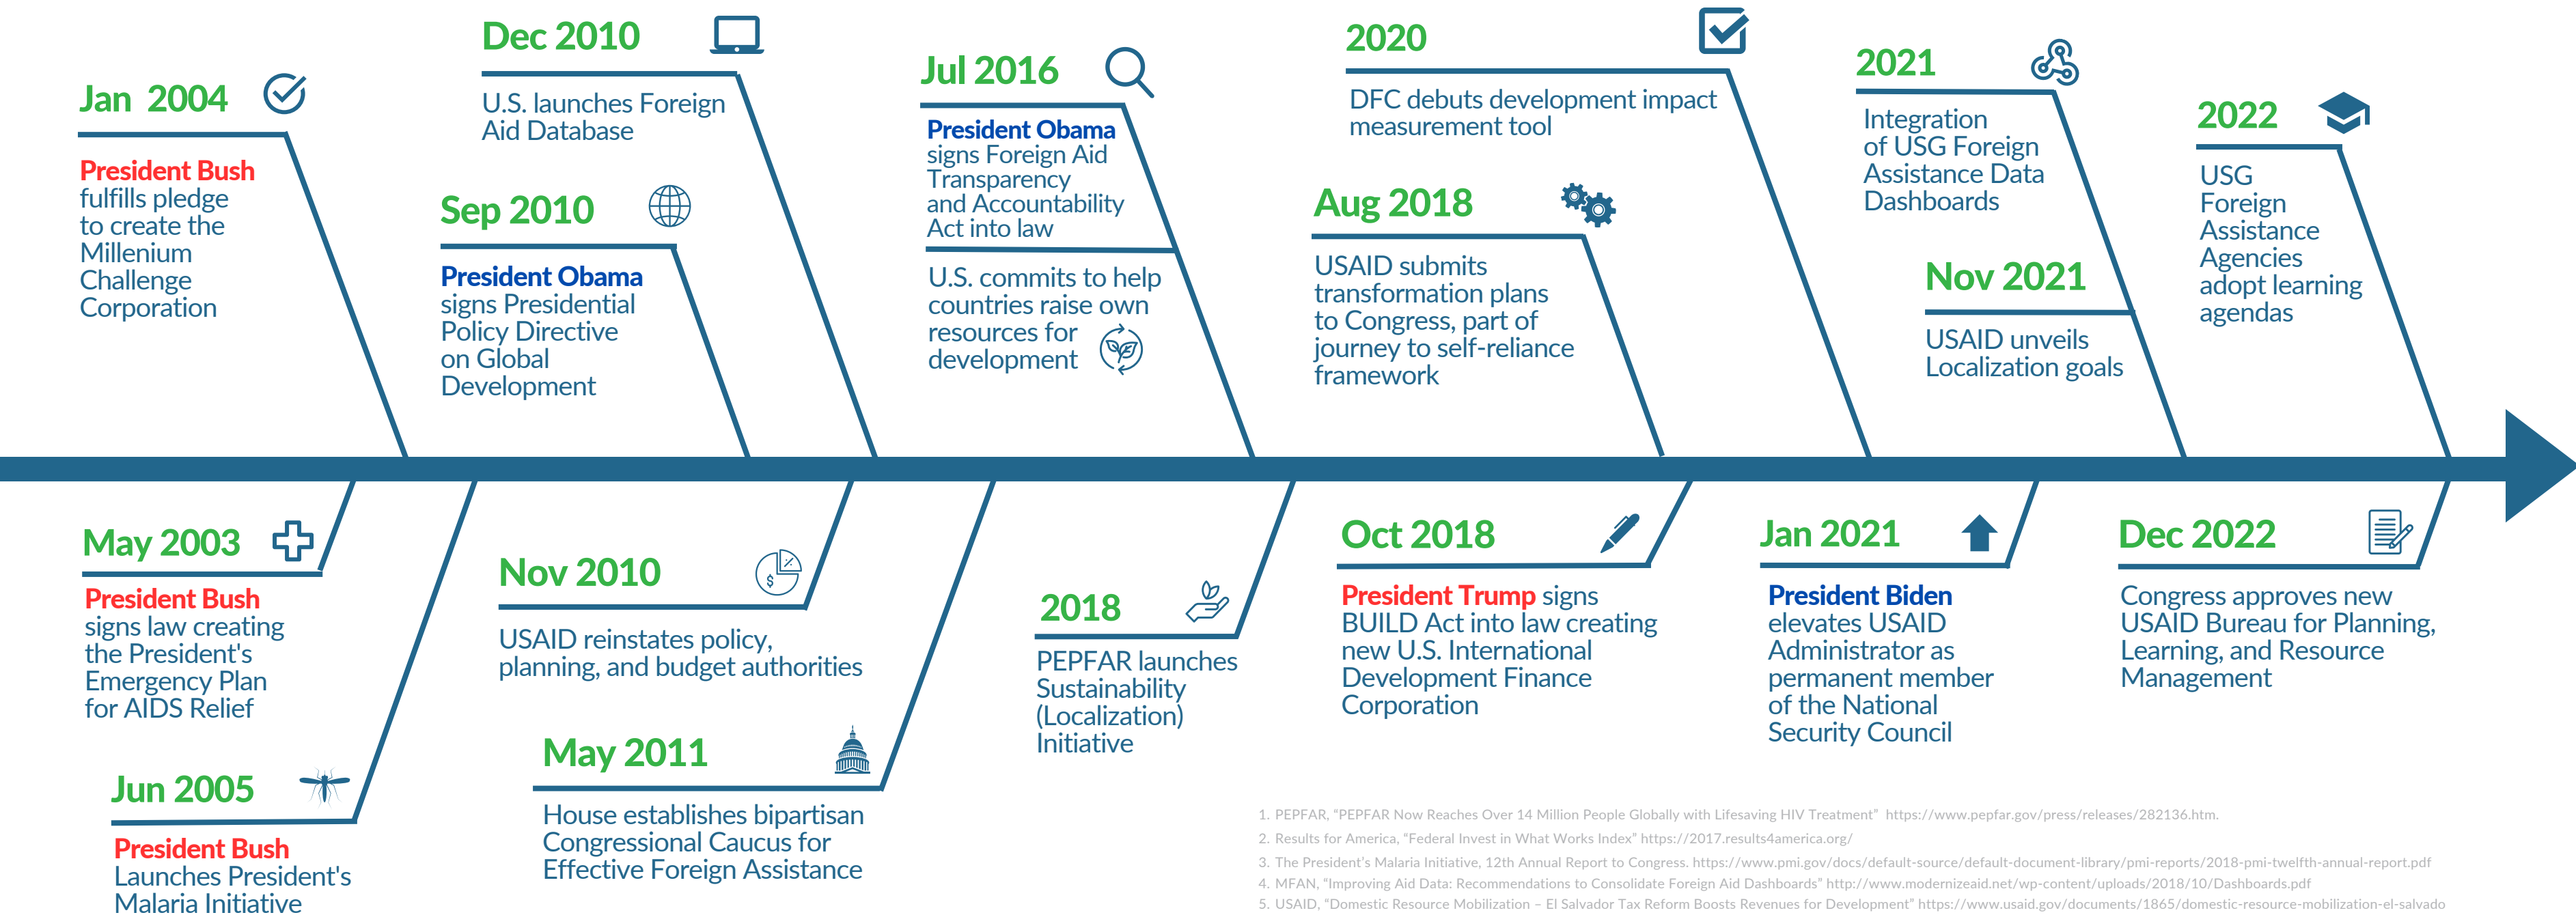 Jan 2004
President Bush
fulfills pledge
to create the
Millenium
Challenge
Corporation
Dec 2010
U.S. launches Foreign
Aid Database
Sep 2010
President Obama
signs Presidential
Policy Directive
on Global
Development
Jul 2016
President Obama
signs Foreign Aid
Transparency
and Accountability
Act into law
U.S. commits to help
countries raise own
resources for
development
2020
DFC debuts development impact
measurement tool
Aug 2018
USAID submits
transformation plans
to Congress, part of
journey to self-reliance
framework
2021
Integration
of USG Foreign
Assistance Data
Dashboards
Nov 2021
USAID unveils
Localization goals
2022
USG
Foreign
Assistance
Agencies
adopt learning
agendas
May 2003
President Bush
signs law creating
the President's
Emergency Plan
for AIDS Relief
Jun 2005
President Bush
Launches President's
Malaria Initiative
Nov 2010
% $
USAID reinstates policy,
planning, and budget authorities
May 2011
House establishes bipartisan
Congressional Caucus for
Effective Foreign Assistance
2018
PEPFAR launches
Sustainability
(Localization)
Initiative
Oct 2018
President Trump signs
BUILD Act into law creating
new U.S. International
Development Finance
Corporation
Jan 2021
President Biden
elevates USAID
Administrator as
permanent member
of the National
Security Council
Dec 2022
Congress approves new
USAID Bureau for Planning,
Learning, and Resource
Management
1. PEPFAR, “PEPFAR Now Reaches Over 14 Million People Globally with Lifesaving HIV Treatment” https://www.pepfar.gov/press/releases/282136.htm.
2. Results for America, “Federal Invest in What Works Index” https://2017.results4america.org/
3. The President’s Malaria Initiative, 12th Annual Report to Congress. https://www.pmi.gov/docs/default-source/default-document-library/pmi-reports/2018-pmi-twelfth-annual-report.pdf
4. MFAN, “Improving Aid Data: Recommendations to Consolidate Foreign Aid Dashboards” http://www.modernizeaid.net/wp-content/uploads/2018/10/Dashboards.pdf
5. USAID, “Domestic Resource Mobilization – El Salvador Tax Reform Boosts Revenues for Development” https://www.usaid.gov/documents/1865/domestic-resource-mobilization-el-salvado